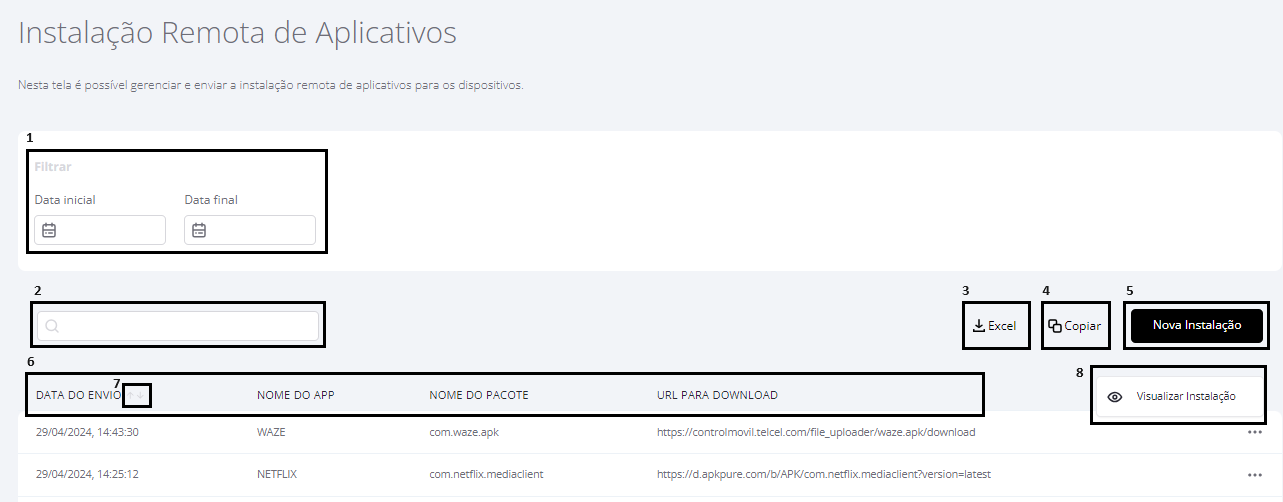 Instalação Remota de Aplicativos
Nesta tela é possível gerenciar e enviar a instalação remota de aplicativos para os dispositivos.
1
Filtrar
Data inicial Data final
2 3 4 5
Excel Copiar Nova Instalação
6
7 8
DATA DO ENVIO NOME DO APP NOME DO PACOTE URL PARA DOWNLOAD Visualizar Instalação
29/04/2024, 14:43:30 WAZE com.waze.apk https://controlmovil.telcel.com/file_uploader/waze.apk/download
29/04/2024, 14:25:12 NETFLIX com.netflix.mediaclient https://d.apkpure.com/b/APK/com.netflix.mediaclient?version=latest